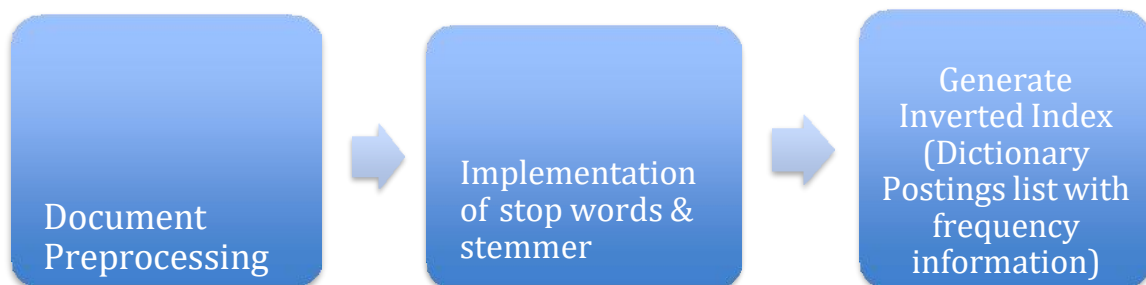 Document
Preprocessing
Implementation
of stop words &
stemmer
Generate
Inverted Index
(Dictionary
Postings list with
frequency
information)